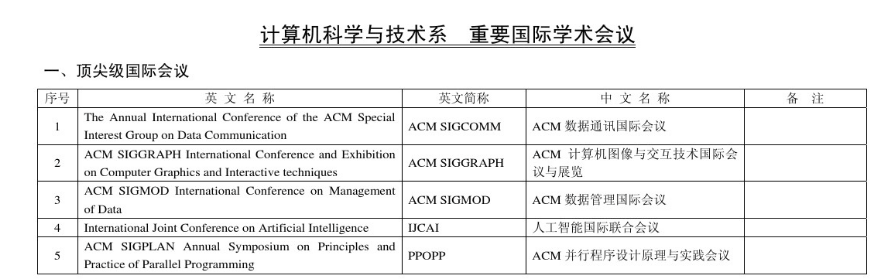 计算机科学与技术系 重要国际学术会议
一、顶尖级国际会议
序号 英 文 名 称 英文简称 中 文 名 称 备 注
1 The Annual International Conference of the ACM Special Interest Group on Data Communication ACM SIGCOMM ACM 数据通讯国际会议
2 ACM SIGGRAPH International Conference and Exhibition on Computer Graphics and Interactive techniques ACM SIGGRAPH ACM 计算机图像与交互技术国际会议与展览
3 ACM SIGMOD International Conference on Management of Data ACM SIGMOD ACM 数据管理国际会议
4 International Joint Conference on Artificial Intelligence IJCAI 人工智能国际联合会议
5 ACM SIGPLAN Annual Symposium on Principles and Practice of Parallel Programming PPOPP ACM 并行程序设计原理与实践会议